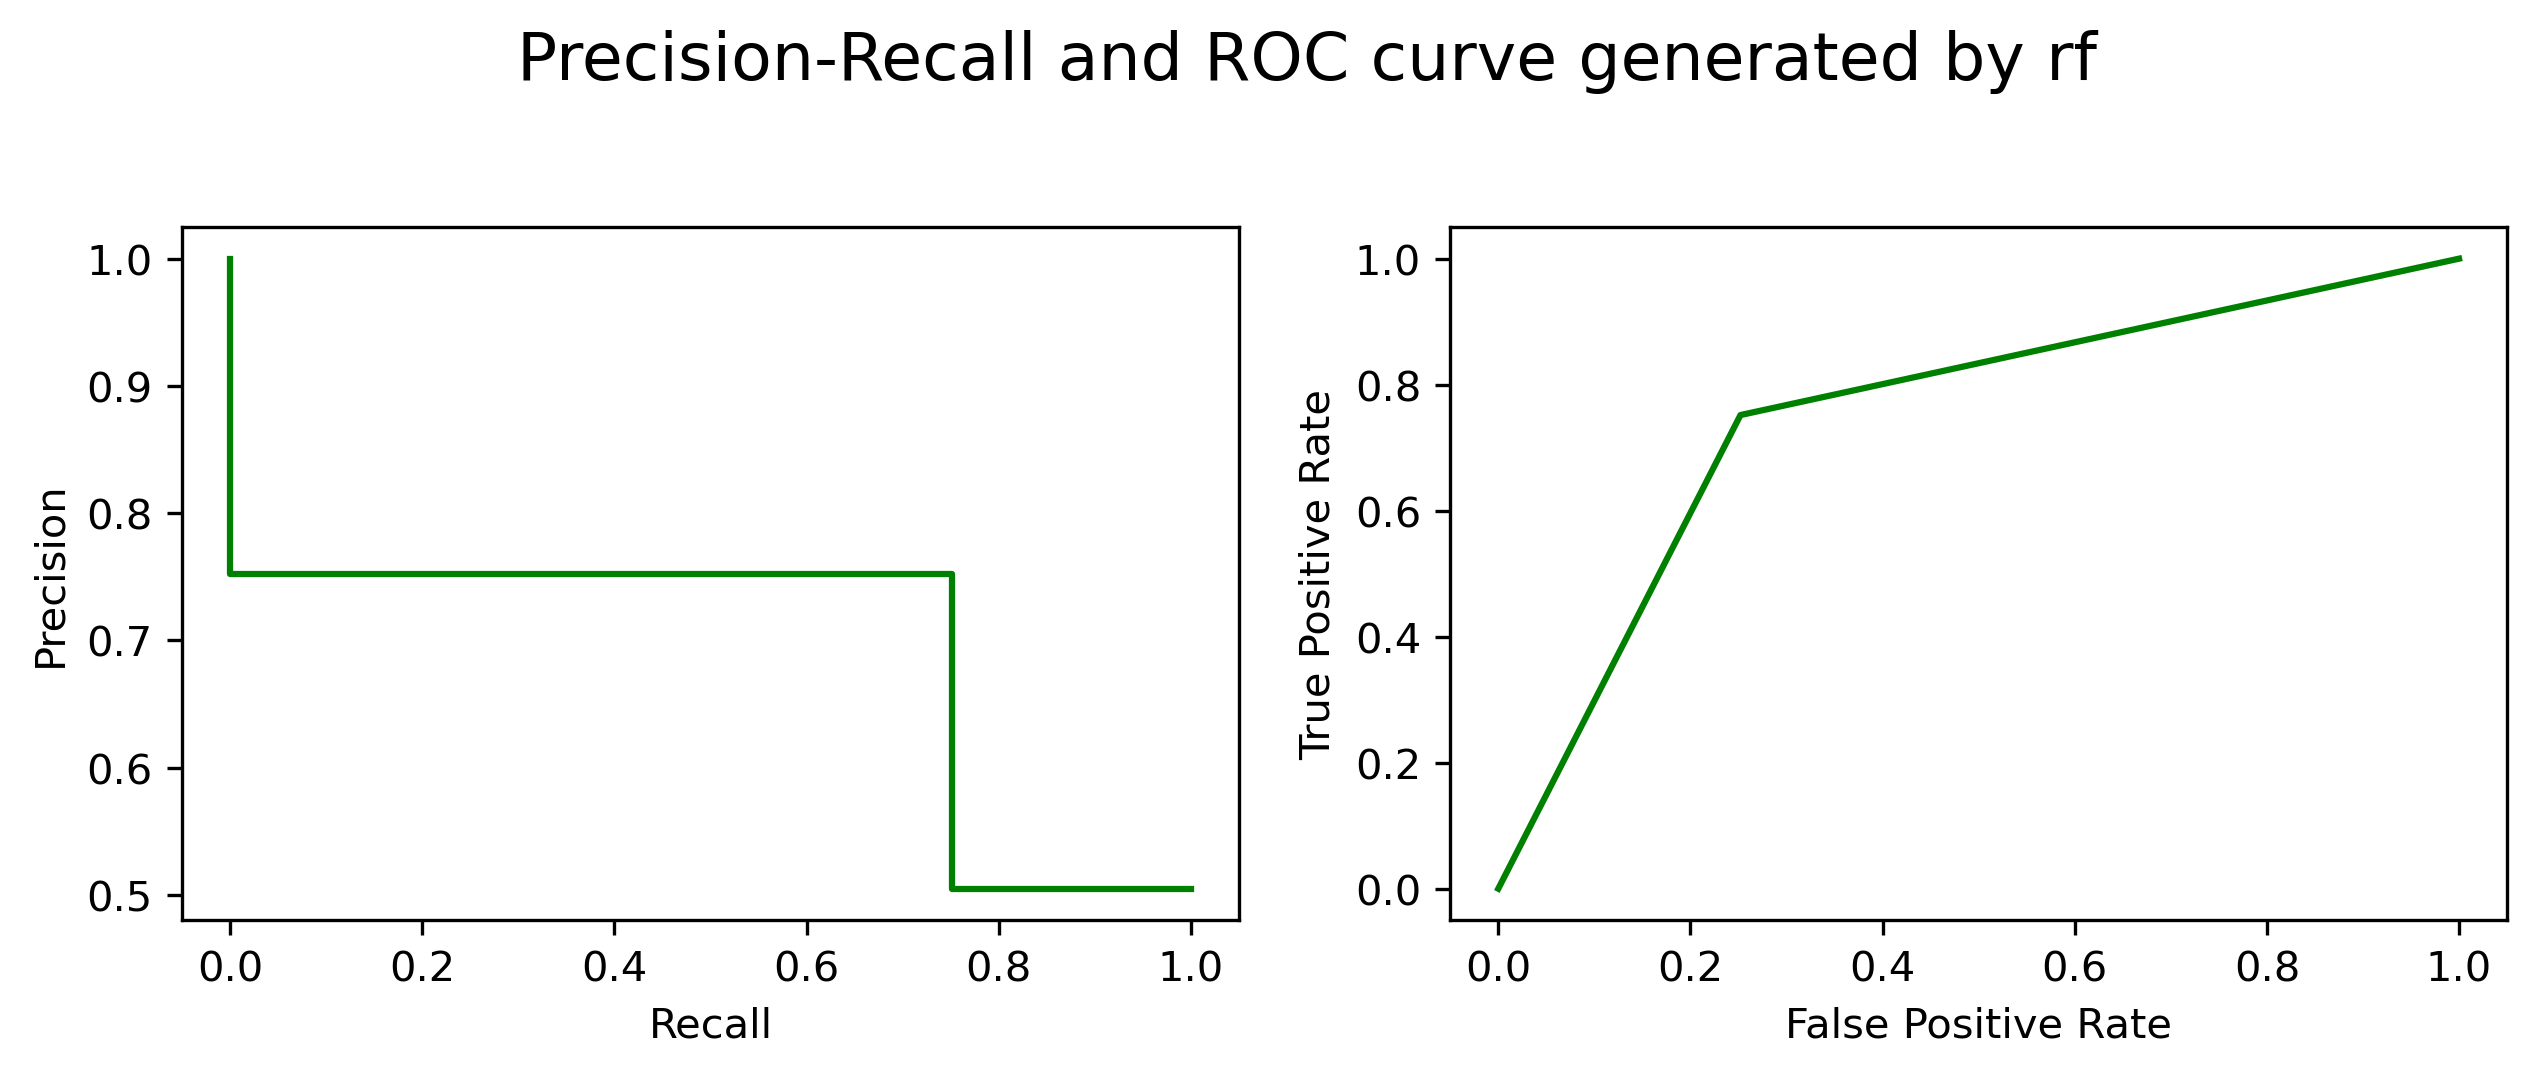 Precision-Recall and ROC curve generated by rf
1.0
0.9
0.8
0.7
0.6
0.5
Precision
0.0 0.2 0.4 0.6 0.8 1.0
Recall
1.0
0.8
0.6
0.4
0.2
0.0
True Positive Rate
0.0 0.2 0.4 0.6 0.8 1.0
False Positive Rate